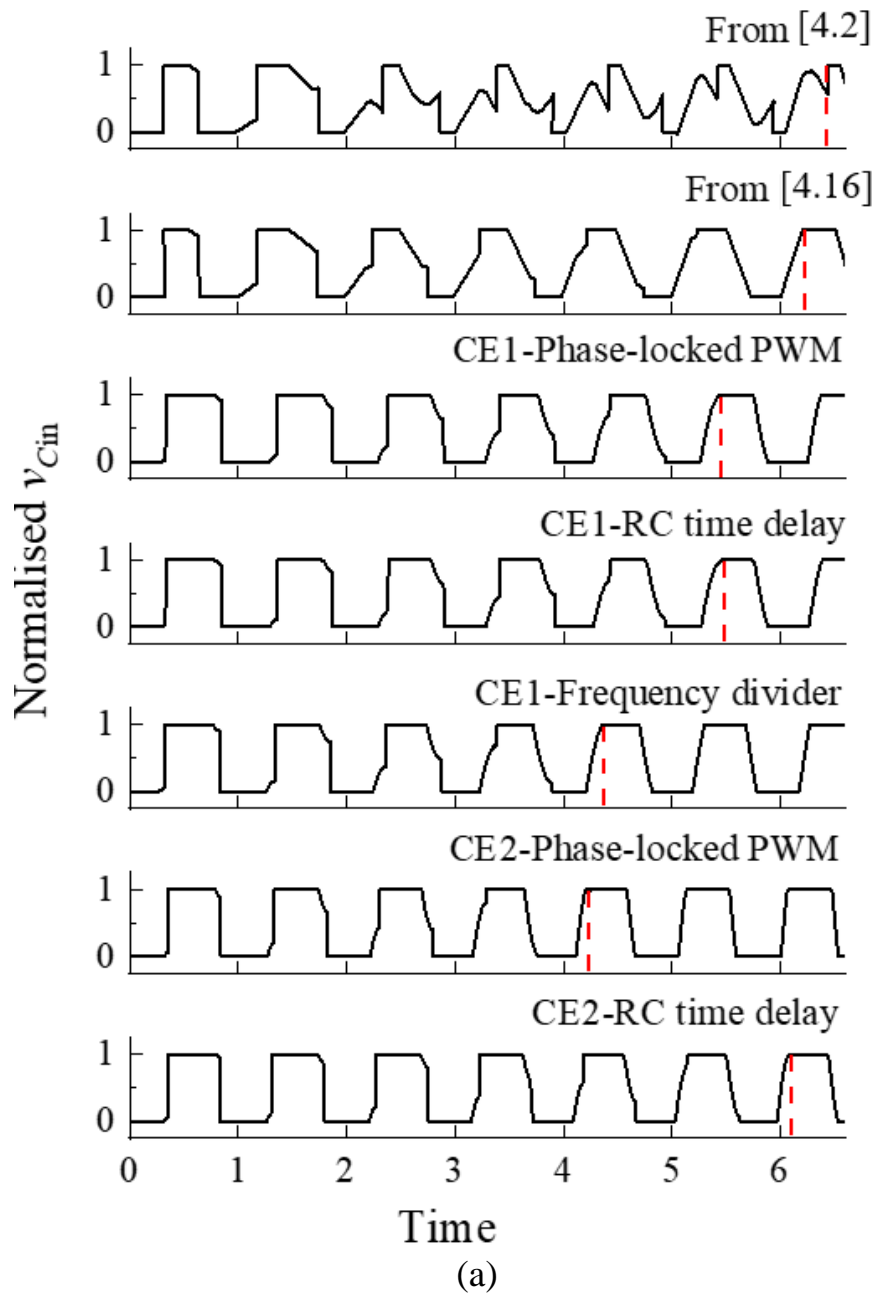 From [4.2]
1
0
From [4.16]
1
0
CE1-Phase-locked PWM
1
0
CE1-RC time delay
1
0
CE1-Frequency divider
1
0
CE2-Phase-locked PWM
1
0
CE2-RC time delay
1
0
0 1 2 3 4 5 6
Normalised vCin
Time
(a)